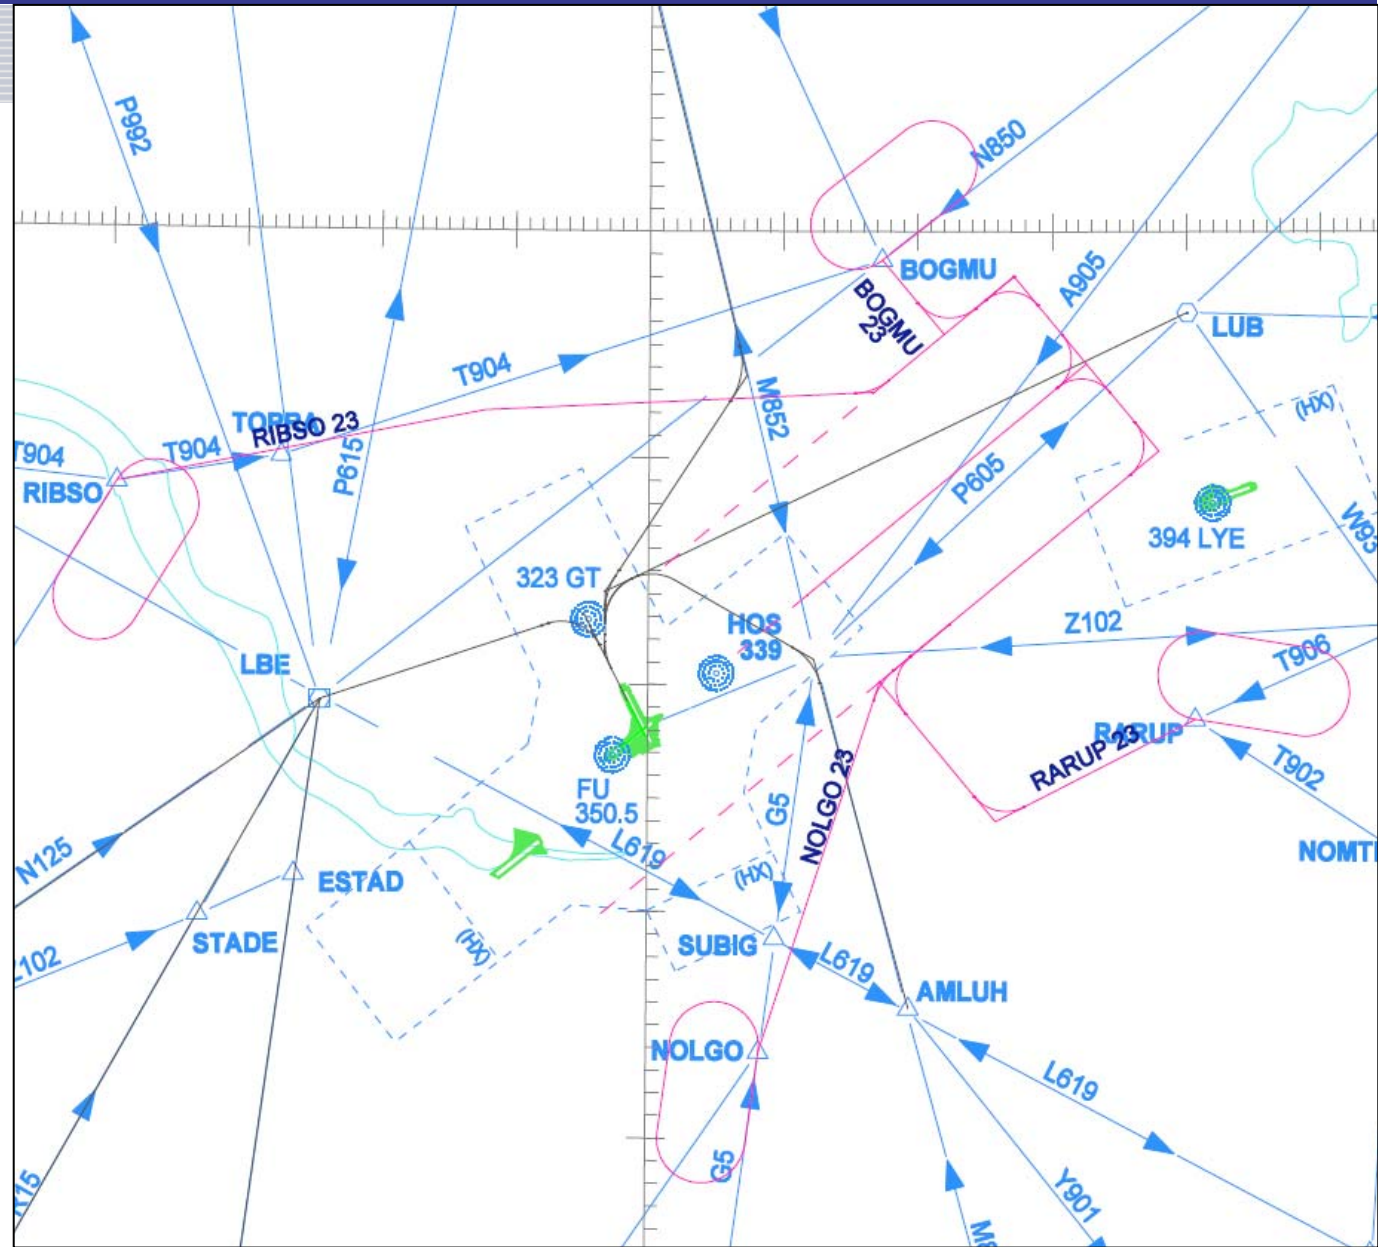 P992
N850
BOGMU
BOGMU
23
A905
LUB
T904
M852
(HX)
RIBSO 23
T904
T904
P615
RIBSO
P605
W93
394 LYE
323 GT
HOS
339
Z102
T906
LBE
RARUP
RARUP 23
T902
FU
350.5
G5
NOLGO 23
L619
NOMT
N125
ESTAD
(HX)
STADE
(HX)
SUBIG
L619
AMLUH
Z102
NOLGO
L619
G5
R15
Y901